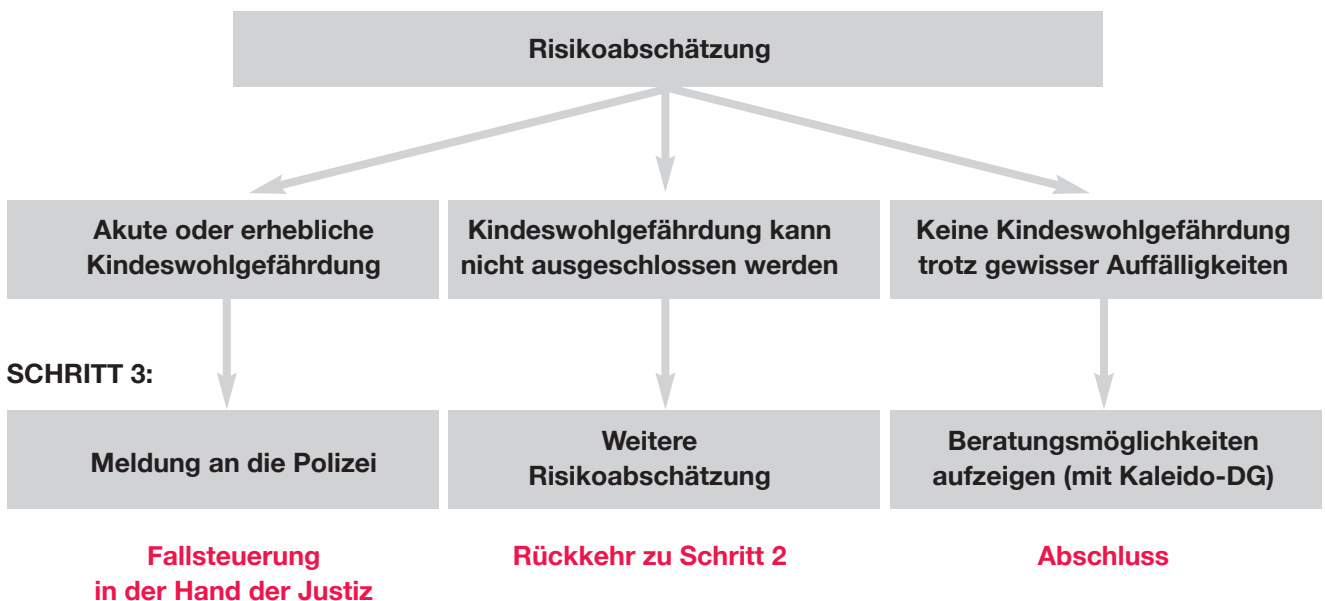 Risikoabschätzung
Akute oder erhebliche
Kindeswohlgefährdung
Kindeswohlgefährdung kann
nicht ausgeschlossen werden
Keine Kindeswohlgefährdung
trotz gewisser Auffälligkeiten
SCHRITT 3:
Meldung an die Polizei
Weitere
Risikoabschätzung
Beratungsmöglichkeiten
aufzeigen (mit Kaleido-DG)
Fallsteuerung
in der Hand der Justiz
Rückkehr zu Schritt 2
Abschluss